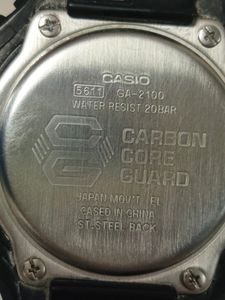 CASIO
5611 GA-2100
WATER RESIST 20BAR
CARBON
CORE
GUARD
JAPAN MOV'T EL
CASED IN CHINA
ST.STEEL BACK